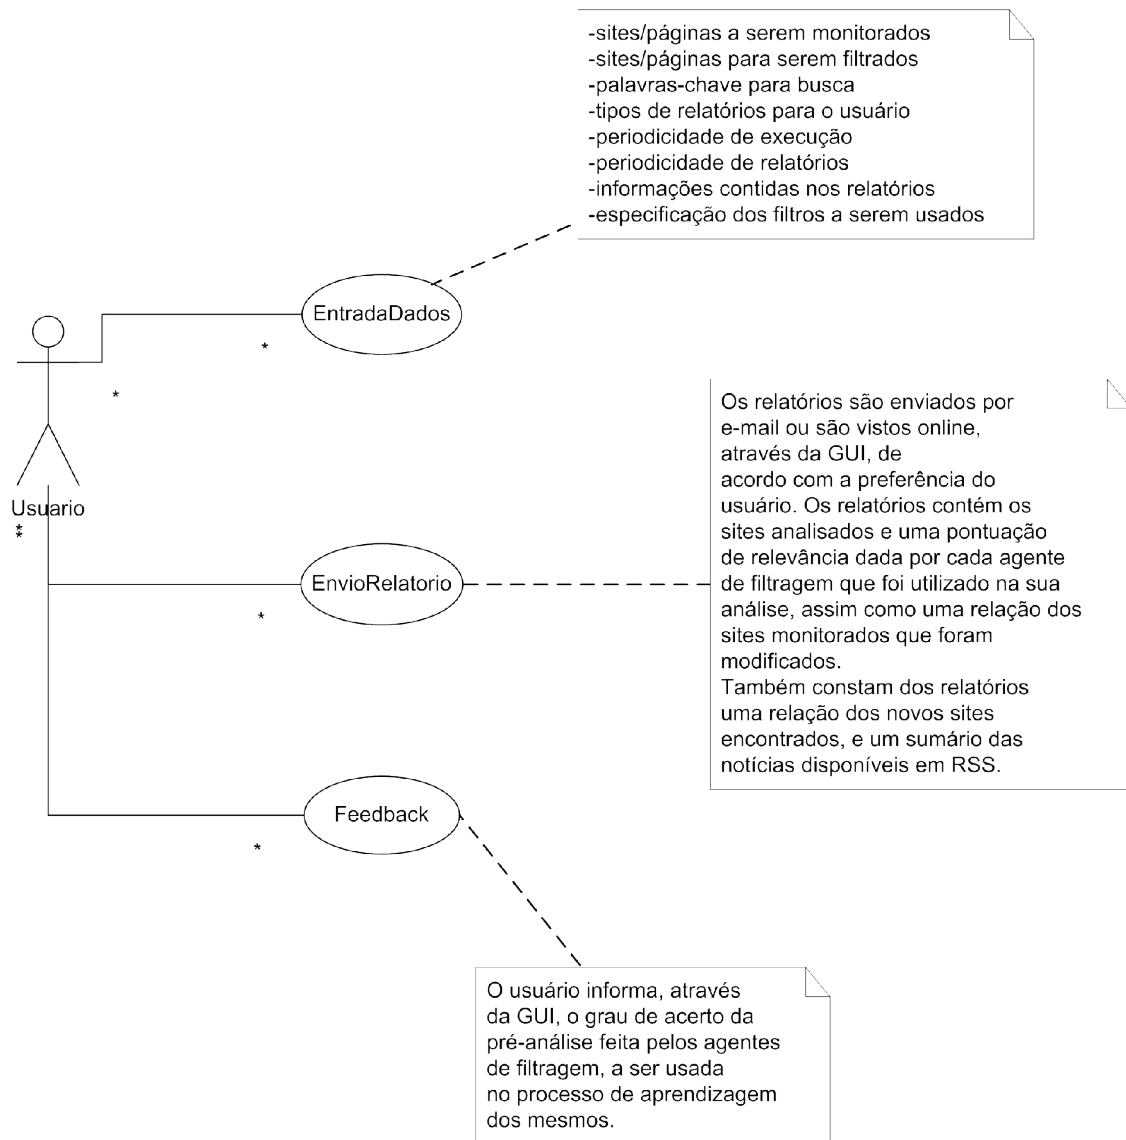 -sites/páginas a serem monitorados
-sites/páginas para serem filtrados
-palavras-chave para busca
-tipos de relatórios para o usuário
-periodicidade de execução
-periodicidade de relatórios
-informações contidas nos relatórios
-especificação dos filtros a serem usados
EntradaDados
*
*
Usuario
*
*
Os relatórios são enviados por
e-mail ou são vistos online,
através da GUI, de
acordo com a preferência do
usuário. Os relatórios contém os
sites analisados e uma pontuação
de relevância dada por cada agente
de filtragem que foi utilizado na sua
análise, assim como uma relação dos
sites monitorados que foram
modificados.
Também constam dos relatórios
uma relação dos novos sites
encontrados, e um sumário das
notícias disponíveis em RSS.
EnvioRelatorio
*
Feedback
*
O usuário informa, através
da GUI, o grau de acerto da
pré-análise feita pelos agentes
de filtragem, a ser usada
no processo de aprendizagem
dos mesmos.